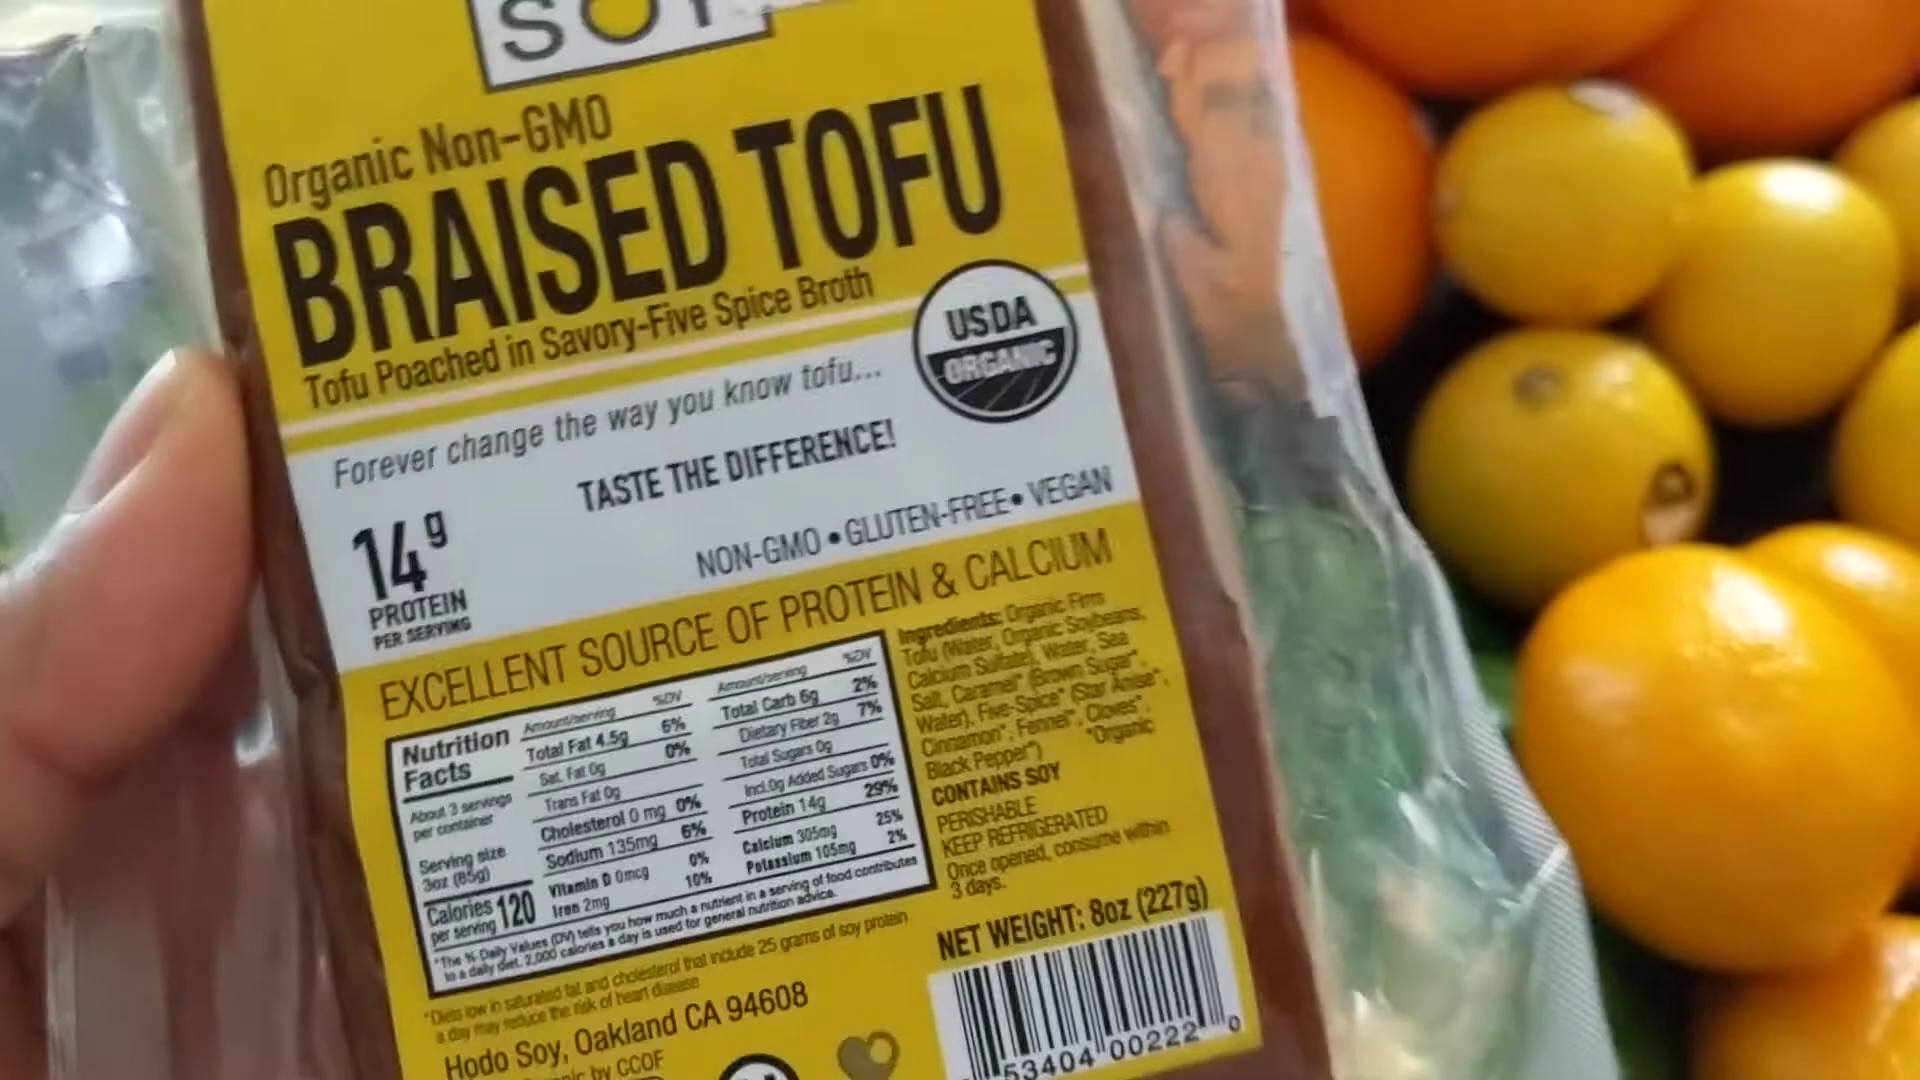 SOY
Organic Non-GMO
BRAISED TOFU
Tofu Poached in Savory-Five Spice Broth
USDA
ORGANIC
Forever change the way you know tofu...
TASTE THE DIFFERENCE!
14g
PROTEIN
PER SERVING
NON-GMO • GLUTEN-FREE • VEGAN
EXCELLENT SOURCE OF PROTEIN & CALCIUM
Nutrition
Facts
About 3 servings
per container
Serving size
3oz (85g)
Calories 120
per serving
Amount/serving %DV
Total Fat 4.5g 6%
Sat. Fat 0g 0%
Trans Fat 0g
Cholesterol 0 mg 0%
Sodium 135mg 6%
Vitamin D 0mcg 0%
Iron 2mg 10%
Amount/serving %DV
Total Carb 6g 2%
Dietary Fiber 2g 7%
Total Sugars 0g
Incl.0g Added Sugars 0%
Protein 14g 29%
Calcium 305mg 25%
Potassium 105mg 2%
*The % Daily Values (DV) tells you how much a nutrient in a serving of food contributes
to a daily diet. 2,000 calories a day is used for general nutrition advice.
Ingredients: Organic Firm
Tofu (Water, Organic Soybeans,
Calcium Sulfate), Water, Sea
Salt, Caramel* (Brown Sugar*,
Water), Five-Spice* (Star Anise*,
Cinnamon*, Fennel*, Cloves*,
Black Pepper*) *Organic
CONTAINS SOY
PERISHABLE
KEEP REFRIGERATED
Once opened, consume within
3 days.
NET WEIGHT: 8oz (227g)
*Diets low in saturated fat and cholesterol that include 25 grams of soy protein
a day may reduce the risk of heart disease
Hodo Soy, Oakland CA 94608
by CCOF
53404 00222 0